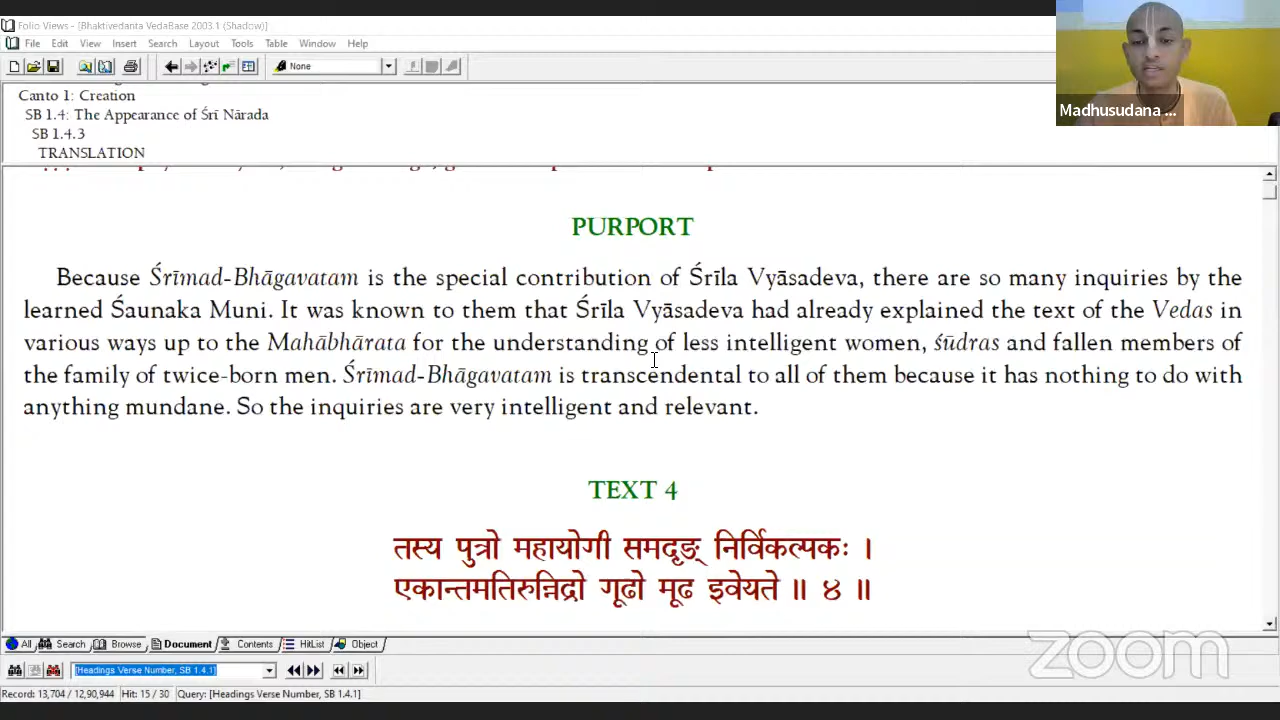 Folio Views - [Bhaktivedanta VedaBase 2003.1 (Shadow)]
File Edit View Insert Search Layout Tools Table Window Help
None
Canto 1: Creation
SB 1.4: The Appearance of Śrī Nārada
SB 1.4.3
TRANSLATION
Madhusudana ...
PURPORT
Because Śrīmad-Bhāgavatam is the special contribution of Śrīla Vyāsadeva, there are so many inquiries by the
learned Śaunaka Muni. It was known to them that Śrīla Vyāsadeva had already explained the text of the Vedas in
various ways up to the Mahābhārata for the understanding of less intelligent women, śūdras and fallen members of
the family of twice-born men. Śrīmad-Bhāgavatam is transcendental to all of them because it has nothing to do with
anything mundane. So the inquiries are very intelligent and relevant.
TEXT 4
तस्य पुत्रो महायोगी समदृङ् निर्विकल्पकः ।
एकान्तमतिरुन्निद्रो गूढो मूढ इवेयते ॥ ४ ॥
All Search Browse Document Contents HitList Object
[Headings Verse Number, SB 1.4.1]
Record: 13,704 / 12,90,944 Hit: 15 / 30 Query: [Headings Verse Number, SB 1.4.1]
zoom